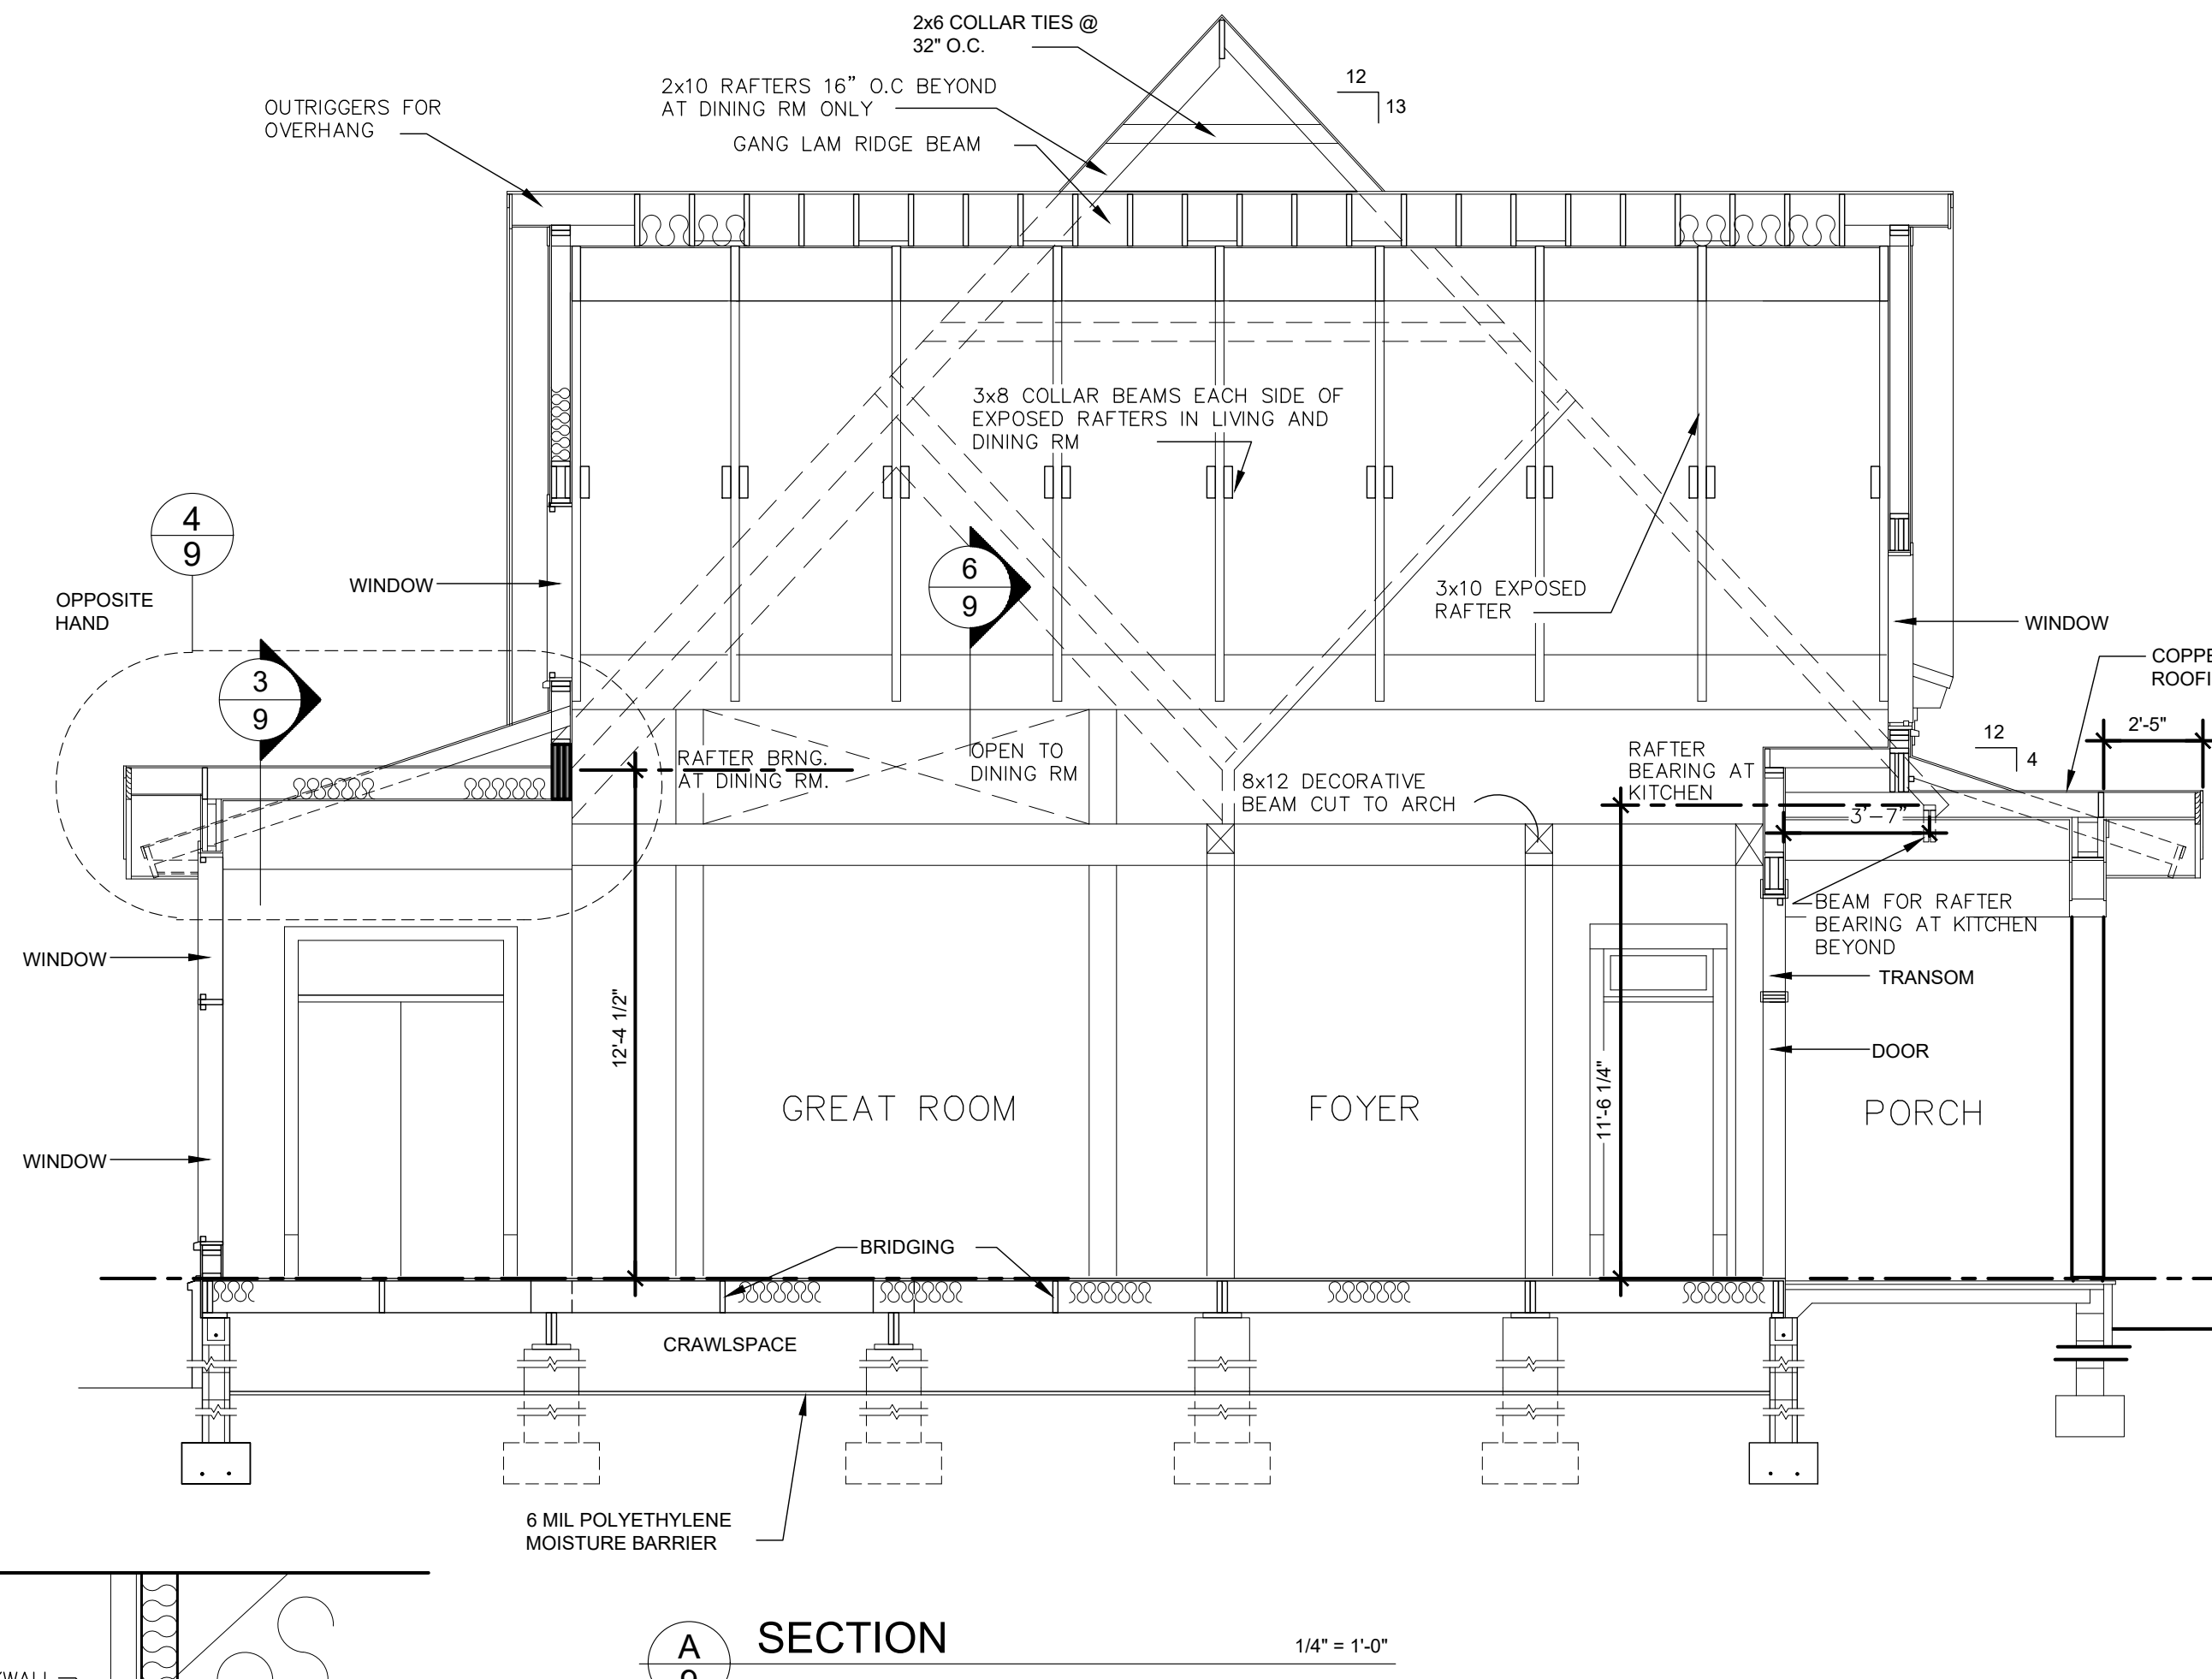 2x6 COLLAR TIES @
32" O.C.
12
13
2x10 RAFTERS 16” O.C BEYOND
AT DINING RM ONLY
OUTRIGGERS FOR
OVERHANG
GANG LAM RIDGE BEAM
3x8 COLLAR BEAMS EACH SIDE OF
EXPOSED RAFTERS IN LIVING AND
DINING RM
4
9
OPPOSITE
HAND
WINDOW
6
9
3x10 EXPOSED
RAFTER
WINDOW
3
9
COPPE
ROOFI
2'-5"
12
4
RAFTER BRNG.
AT DINING RM.
OPEN TO
DINING RM
8x12 DECORATIVE
BEAM CUT TO ARCH
RAFTER
BEARING AT
KITCHEN
3’-7”
BEAM FOR RAFTER
BEARING AT KITCHEN
BEYOND
WINDOW
TRANSOM
12'-4 1/2"
11'-6 1/4"
DOOR
GREAT ROOM
FOYER
PORCH
WINDOW
BRIDGING
CRAWLSPACE
6 MIL POLYETHYLENE
MOISTURE BARRIER
A
SECTION
1/4" = 1'-0"